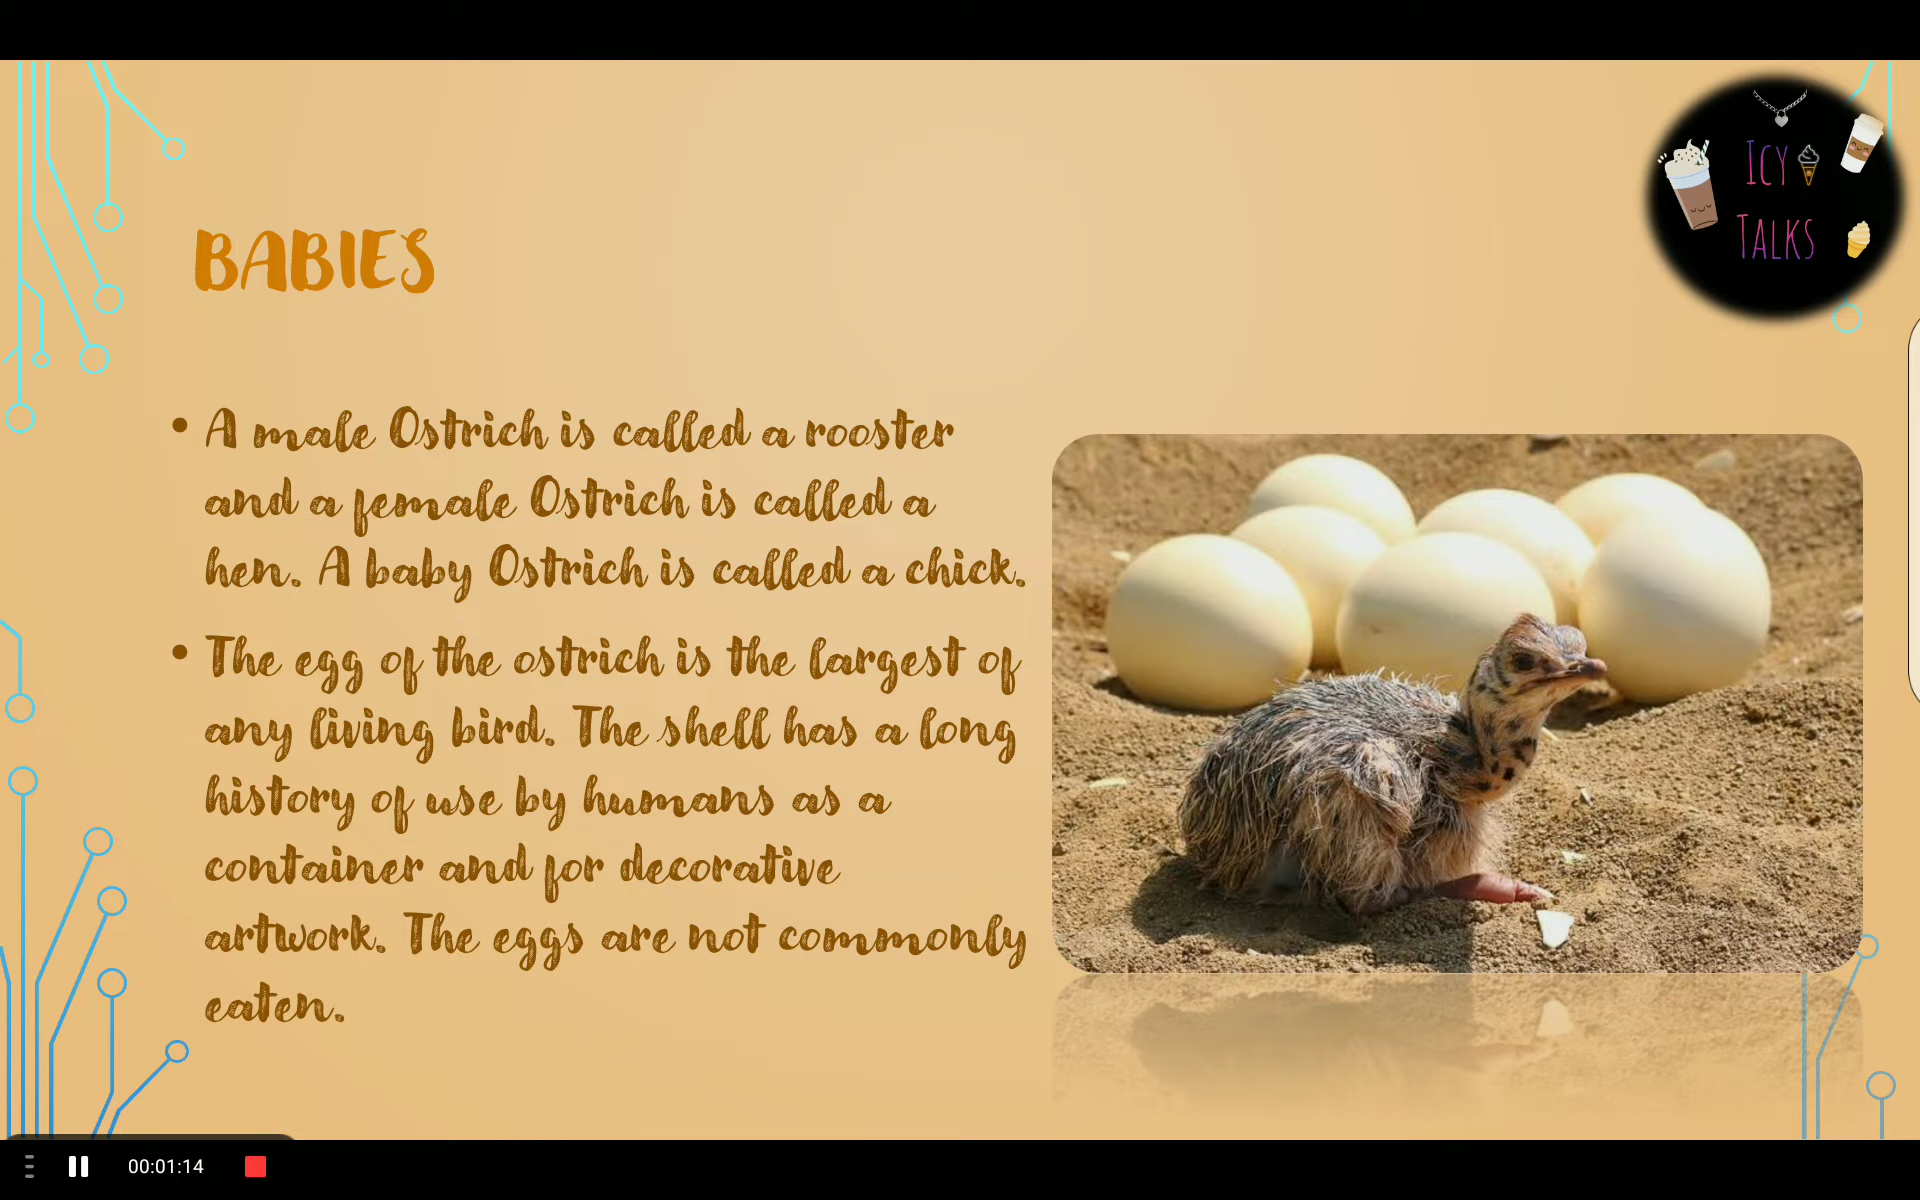 Icy
Talks
BABIES
• A male Ostrich is called a rooster
and a female Ostrich is called a
hen. A baby Ostrich is called a chick.
• The egg of the ostrich is the largest of
any living bird. The shell has a long
history of use by humans as a
container and for decorative
artwork. The eggs are not commonly
eaten.
00:01:14